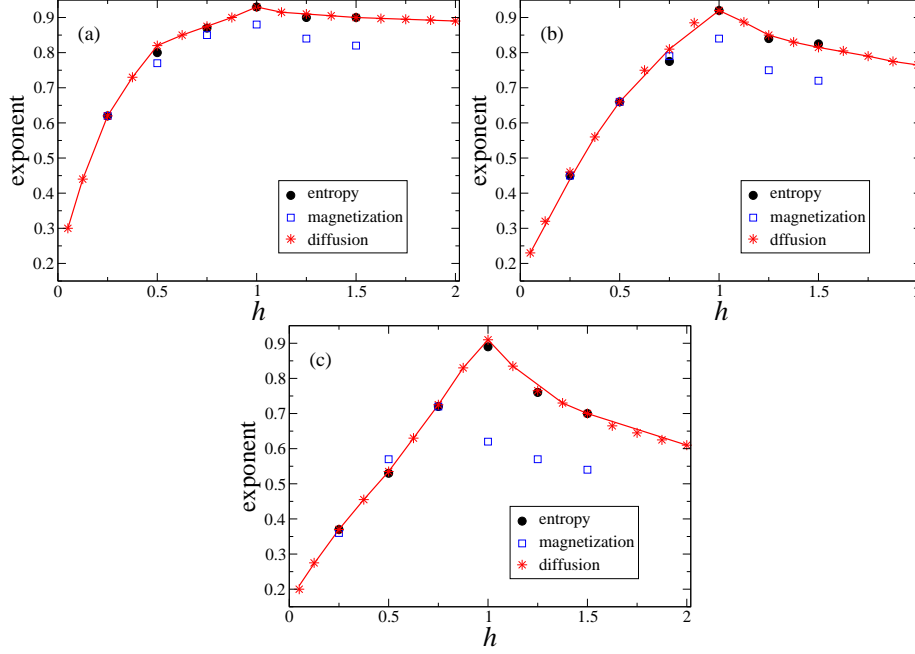 (a)
exponent
0.9
0.8
0.7
0.6
0.5
0.4
0.3
0.2
entropy
magnetization
diffusion
0 0.5 1 1.5 2
h
(b)
exponent
0.9
0.8
0.7
0.6
0.5
0.4
0.3
0.2
entropy
magnetization
dffusion
0 0.5 1 1.5 2
h
(c)
exponent
0.9
0.8
0.7
0.6
0.5
0.4
0.3
0.2
entropy
magnetization
diffusion
0 0.5 1 1.5 2
h